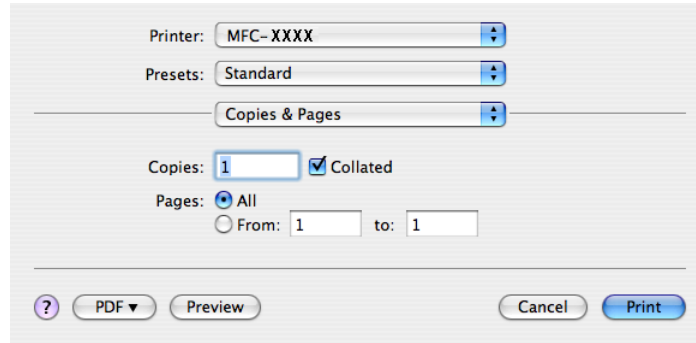 Printer: MFC-XXXX
Presets: Standard
Copies & Pages
Copies: 1 Collated
Pages: All
From: 1 to: 1
? PDF▼ Preview Cancel Print